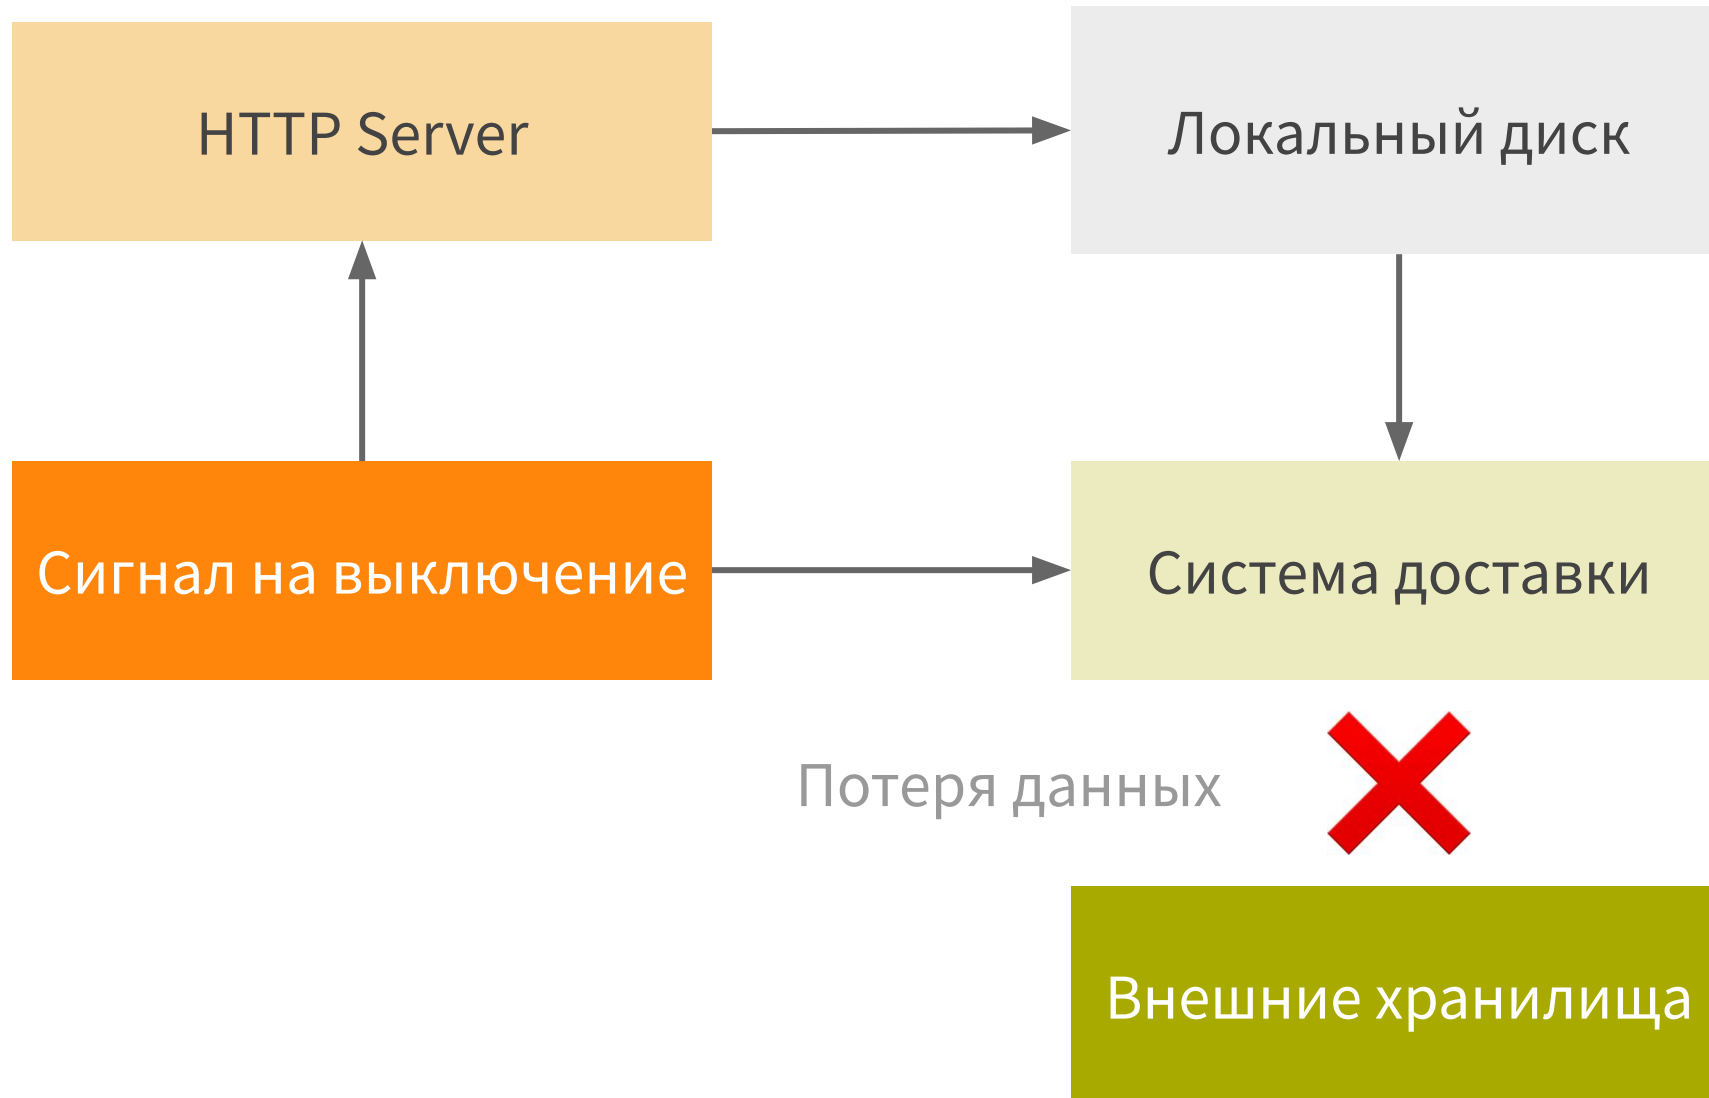 HTTP Server
Локальный диск
Сигнал на выключение
Система доставки
Потеря данных
Внешние хранилища